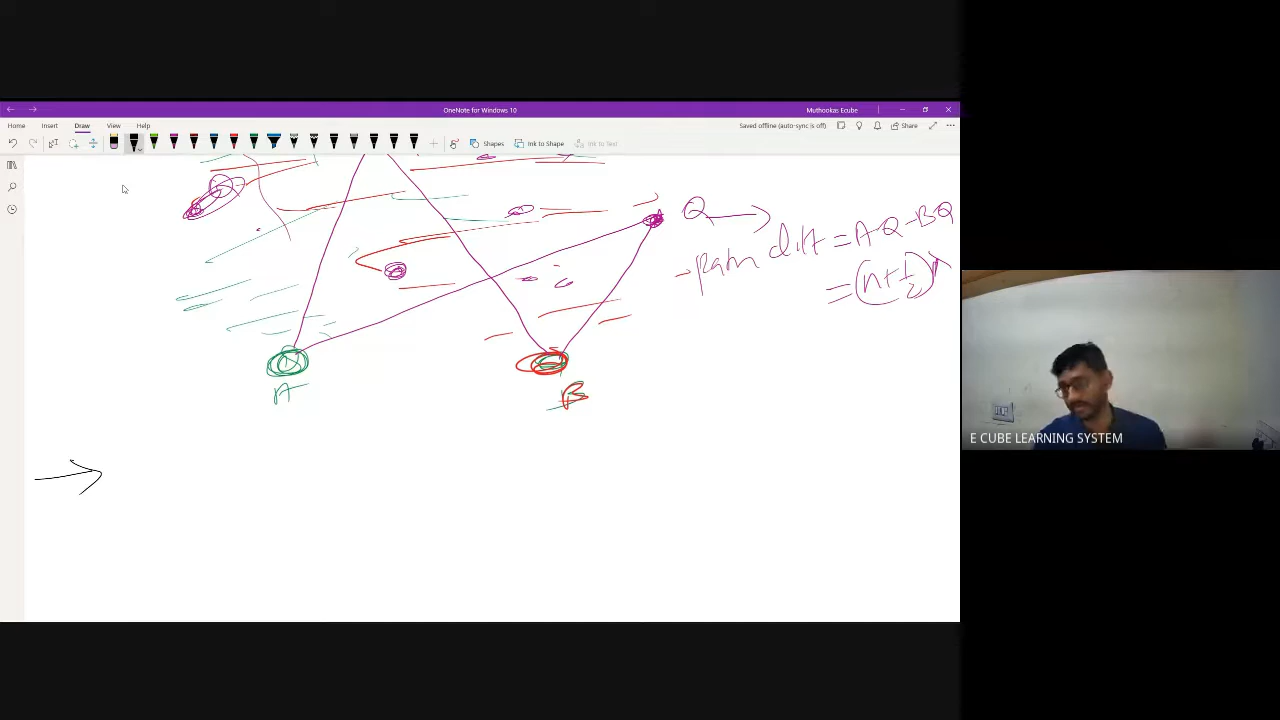 OneNote for Windows 10
Muthookas Ecube
Home Insert Draw View Help
Saved offline (auto-sync is off)
Share
Shapes
Ink to Shape
Ink to Text
Q
path diff = AQ - BQ
= (n + 1/2) λ
A
B
E CUBE LEARNING SYSTEM